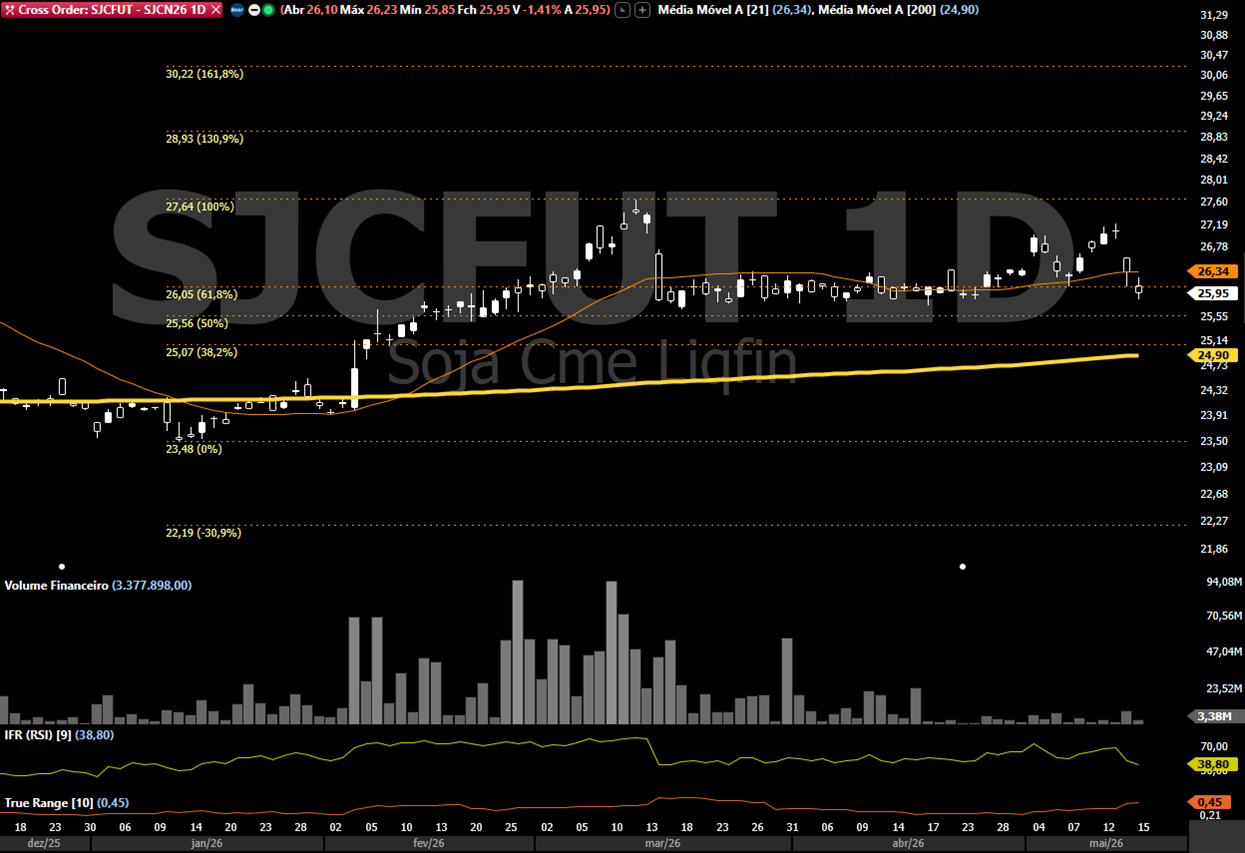 Cross Order: SJCFUT - SJCN26 1D (Abr 26,10 Máx 26,23 Mín 25,85 Fch 25,95 V -1,41% A 25,95) Média Móvel A [21] (26,34), Média Móvel A [200] (24,90)
31,29
30,88
30,47
30,22 (161,8%)
30,06
29,65
29,24
28,93 (130,9%)
28,83
28,42
28,01
27,64 (100%)
27,60
SJCFUT 1D
27,19
26,78
26,34
26,05 (61,8%)
25,95
25,56 (50%)
25,55
25,07 (38,2%)
25,14
Soja Cme Liqfin
24,90
24,73
24,32
23,91
23,48 (0%)
23,50
23,09
22,68
22,19 (-30,9%)
22,27
21,86
Volume Financeiro (3.377.898,00)
94,08M
70,56M
47,04M
23,52M
3,38M
IFR (RSI) [9] (38,80)
70,00
38,80
30,00
True Range [10] (0,45)
0,45
0,21
18 23 30 06 09 14 20 23 28 02 05 10 13 20 25 02 05 10 13 18 23 26 31 06 09 14 17 23 28 04 07 12 15
dez/25 jan/26 fev/26 mar/26 abr/26 mai/26